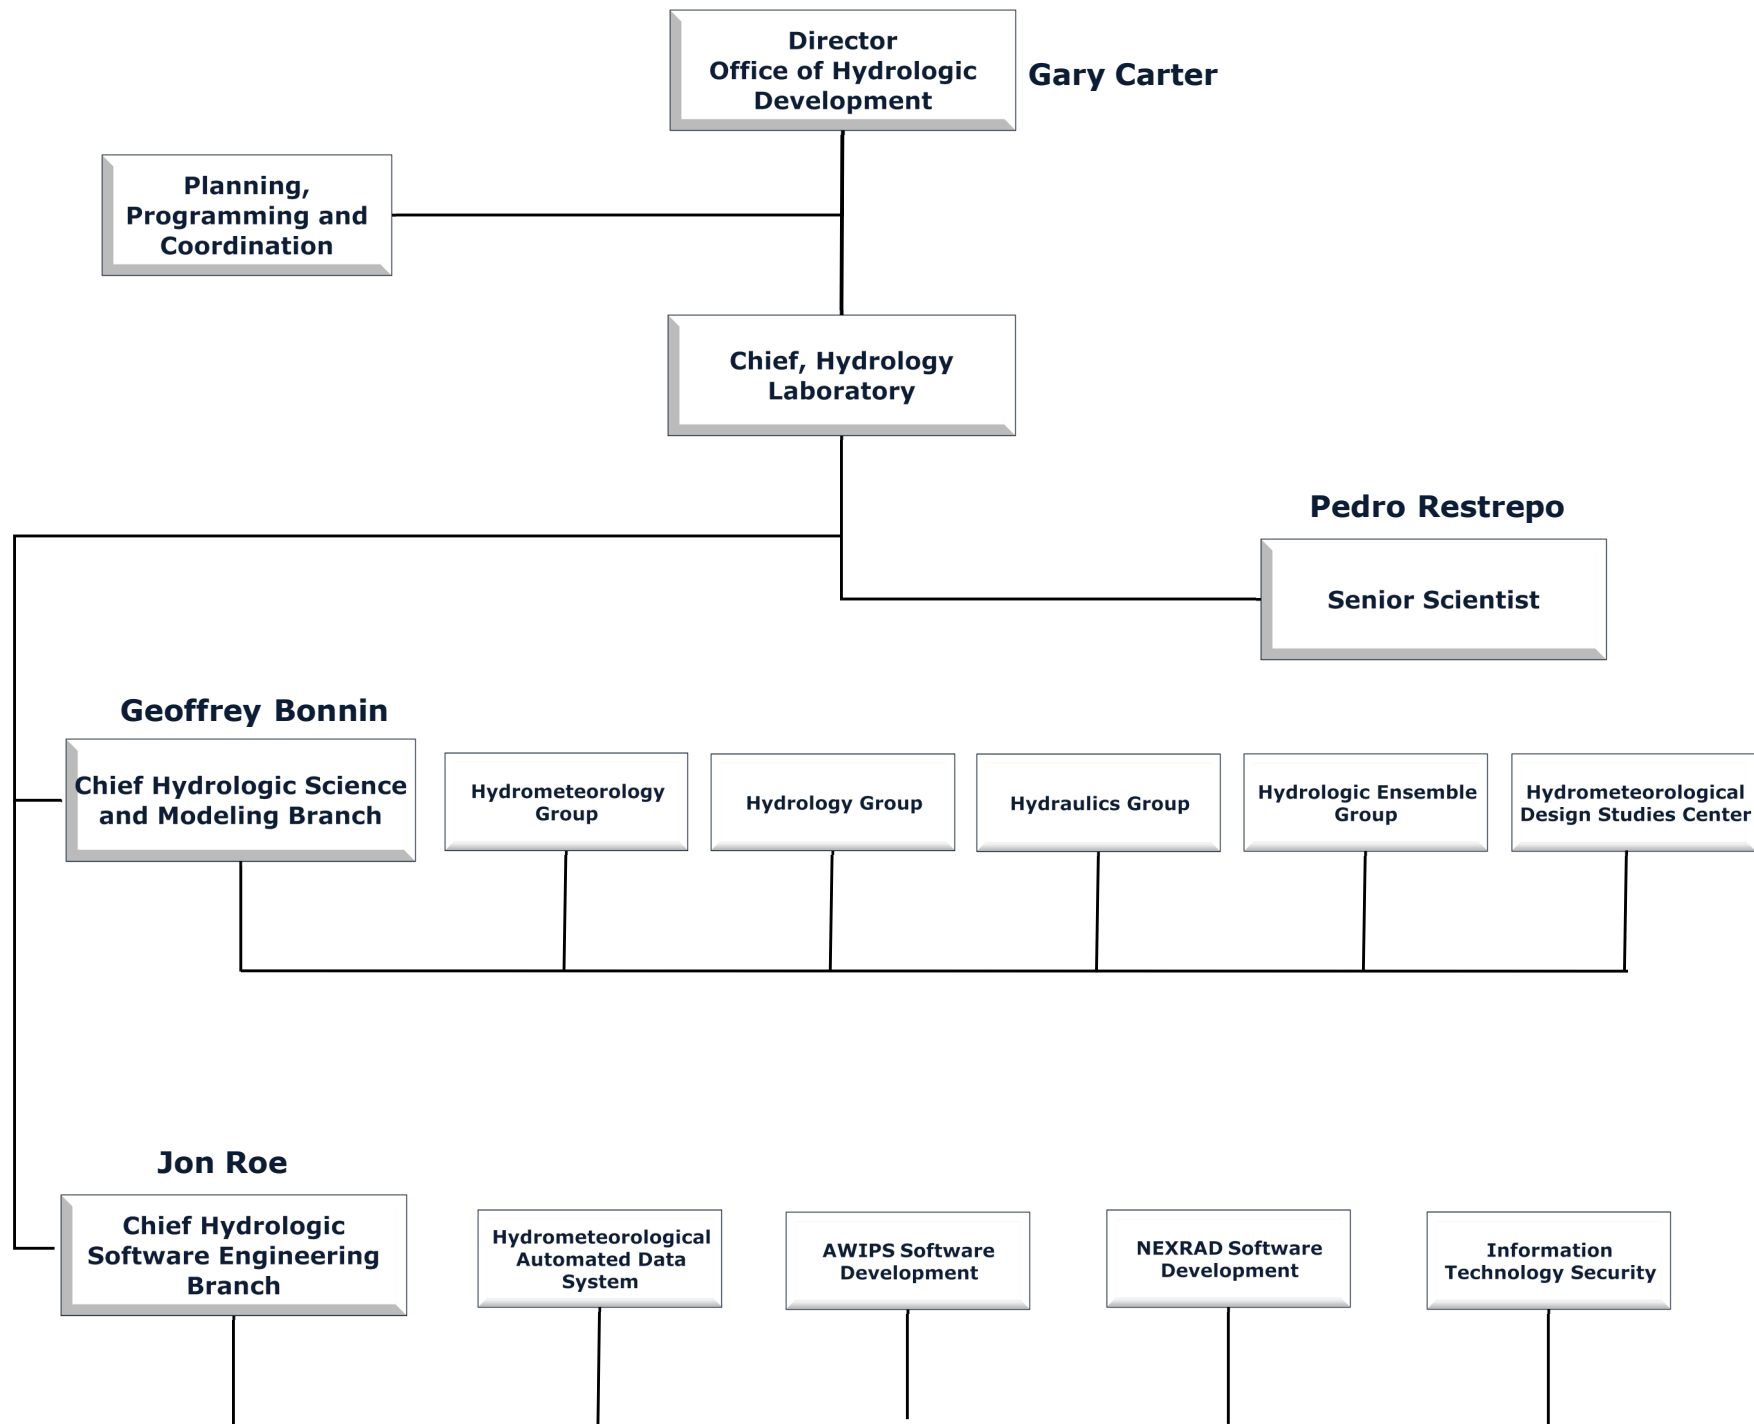 Director
Office of Hydrologic
Development
Gary Carter
Planning,
Programming and
Coordination
Chief, Hydrology
Laboratory
Pedro Restrepo
Senior Scientist
Geoffrey Bonnin
Chief Hydrologic Science
and Modeling Branch
Hydrometeorology
Group
Hydrology Group
Hydraulics Group
Hydrologic Ensemble
Group
Hydrometeorological
Design Studies Center
Jon Roe
Chief Hydrologic
Software Engineering
Branch
Hydrometeorological
Automated Data
System
AWIPS Software
Development
NEXRAD Software
Development
Information
Technology Security